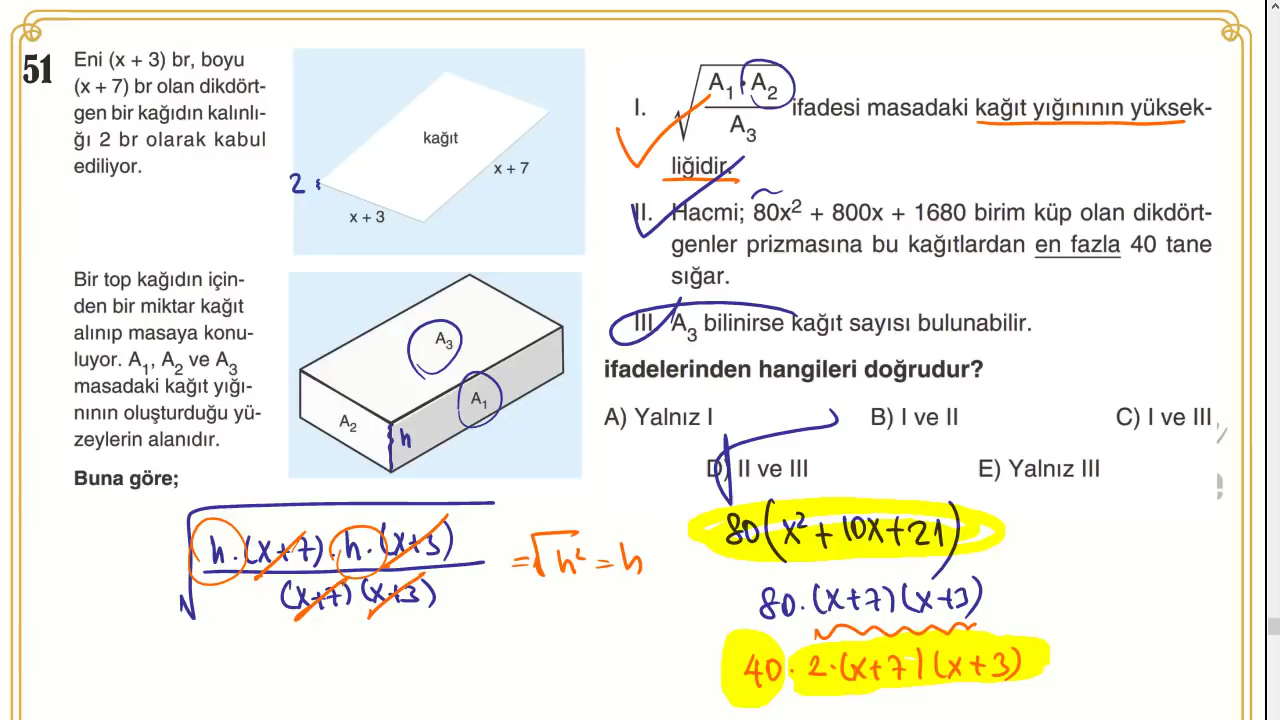 51
Eni (x + 3) br, boyu
(x + 7) br olan dikdört-
gen bir kağıdın kalınlı-
ğı 2 br olarak kabul
ediliyor.
kağıt
2
x + 7
x + 3
Bir top kağıdın için-
den bir miktar kağıt
alınıp masaya konu-
luyor. A₁, A₂ ve A₃
masadaki kağıt yığı-
nının oluşturduğu yü-
zeylerin alanıdır.
Buna göre;
A₃
A₁
A₂
h
I. √((A₁ · A₂)/A₃) ifadesi masadaki kağıt yığınının yüksek-
liğidir.
II. Hacmi; 80x² + 800x + 1680 birim küp olan dikdört-
genler prizmasına bu kağıtlardan en fazla 40 tane
sığar.
III. A₃ bilinirse kağıt sayısı bulunabilir.
ifadelerinden hangileri doğrudur?
A) Yalnız I B) I ve II C) I ve III
D) II ve III E) Yalnız III
√((h·(x+7)·h·(x+3))/((x+7)(x+3))) = √h² = h
80(x² + 10x + 21)
80·(x+7)(x+3)
40·2·(x+7)(x+3)